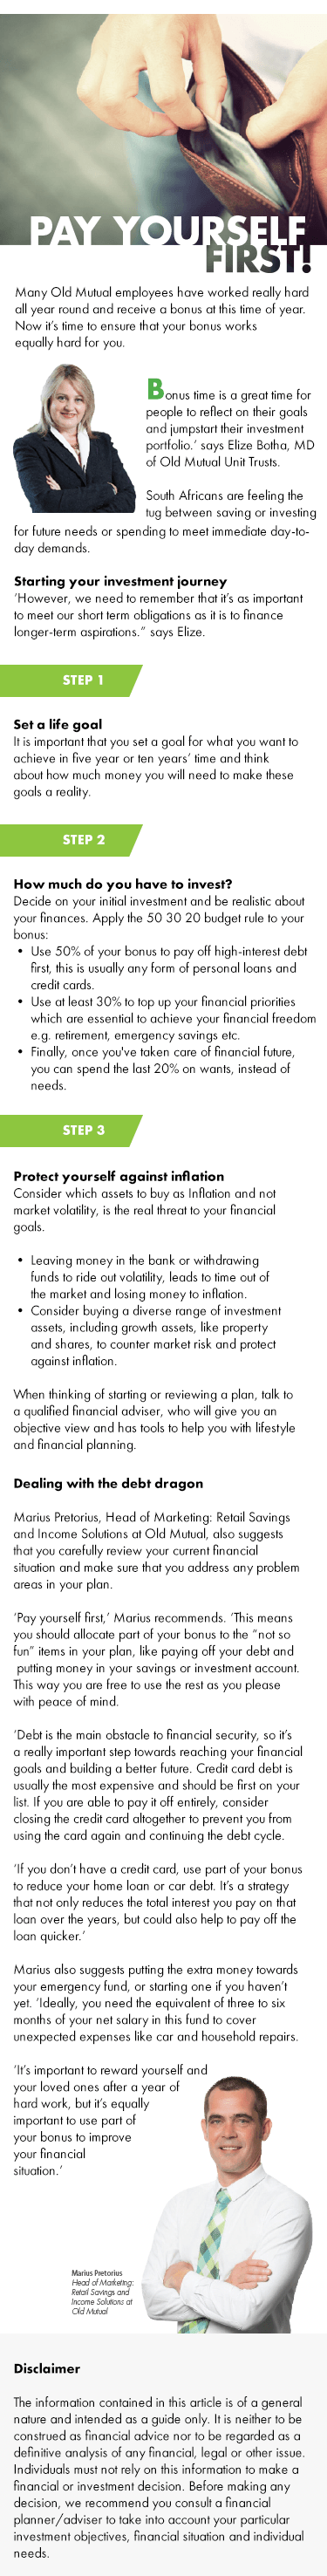 PAY YOURSELF
FIRST!
Many Old Mutual employees have worked really hard
all year round and receive a bonus at this time of year.
Now it’s time to ensure that your bonus works
equally hard for you.
Bonus time is a great time for
people to reflect on their goals
and jumpstart their investment
portfolio.’ says Elize Botha, MD
of Old Mutual Unit Trusts.
South Africans are feeling the
tug between saving or investing
for future needs or spending to meet immediate day-to-
day demands.
Starting your investment journey
‘However, we need to remember that it’s as important
to meet our short term obligations as it is to finance
longer-term aspirations.” says Elize.
STEP 1
Set a life goal
It is important that you set a goal for what you want to
achieve in five year or ten years’ time and think
about how much money you will need to make these
goals a reality.
STEP 2
How much do you have to invest?
Decide on your initial investment and be realistic about
your finances. Apply the 50 30 20 budget rule to your
bonus:
• Use 50% of your bonus to pay off high-interest debt
first, this is usually any form of personal loans and
credit cards.
• Use at least 30% to top up your financial priorities
which are essential to achieve your financial freedom
e.g. retirement, emergency savings etc.
• Finally, once you've taken care of financial future,
you can spend the last 20% on wants, instead of
needs.
STEP 3
Protect yourself against inflation
Consider which assets to buy as Inflation and not
market volatility, is the real threat to your financial
goals.
• Leaving money in the bank or withdrawing
funds to ride out volatility, leads to time out of
the market and losing money to inflation.
• Consider buying a diverse range of investment
assets, including growth assets, like property
and shares, to counter market risk and protect
against inflation.
When thinking of starting or reviewing a plan, talk to
a qualified financial adviser, who will give you an
objective view and has tools to help you with lifestyle
and financial planning.
Dealing with the debt dragon
Marius Pretorius, Head of Marketing: Retail Savings
and Income Solutions at Old Mutual, also suggests
that you carefully review your current financial
situation and make sure that you address any problem
areas in your plan.
‘Pay yourself first,’ Marius recommends. ‘This means
you should allocate part of your bonus to the “not so
fun” items in your plan, like paying off your debt and
putting money in your savings or investment account.
This way you are free to use the rest as you please
with peace of mind.
‘Debt is the main obstacle to financial security, so it’s
a really important step towards reaching your financial
goals and building a better future. Credit card debt is
usually the most expensive and should be first on your
list. If you are able to pay it off entirely, consider
closing the credit card altogether to prevent you from
using the card again and continuing the debt cycle.
‘If you don’t have a credit card, use part of your bonus
to reduce your home loan or car debt. It’s a strategy
that not only reduces the total interest you pay on that
loan over the years, but could also help to pay off the
loan quicker.’
Marius also suggests putting the extra money towards
your emergency fund, or starting one if you haven’t
yet. ‘Ideally, you need the equivalent of three to six
months of your net salary in this fund to cover
unexpected expenses like car and household repairs.
‘It’s important to reward yourself and
your loved ones after a year of
hard work, but it’s equally
important to use part of
your bonus to improve
your financial
situation.’
Marius Pretorius
Head of Marketing:
Retail Savings and
Income Solutions at
Old Mutual
Disclaimer
The information contained in this article is of a general
nature and intended as a guide only. It is neither to be
construed as financial advice nor to be regarded as a
definitive analysis of any financial, legal or other issue.
Individuals must not rely on this information to make a
financial or investment decision. Before making any
decision, we recommend you consult a financial
planner/adviser to take into account your particular
investment objectives, financial situation and individual
needs.